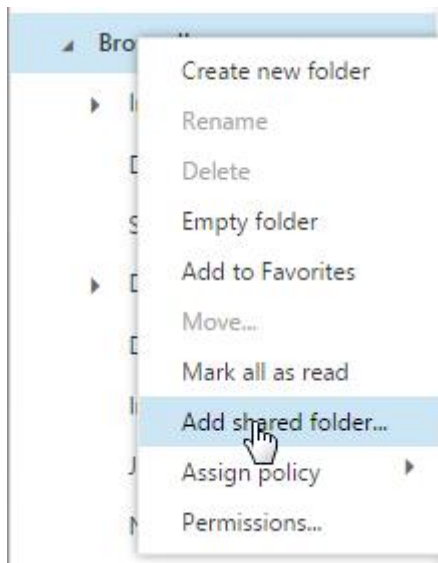 Create new folder
Rename
Delete
Empty folder
Add to Favorites
Move...
Mark all as read
Add shared folder...
Assign policy
Permissions...